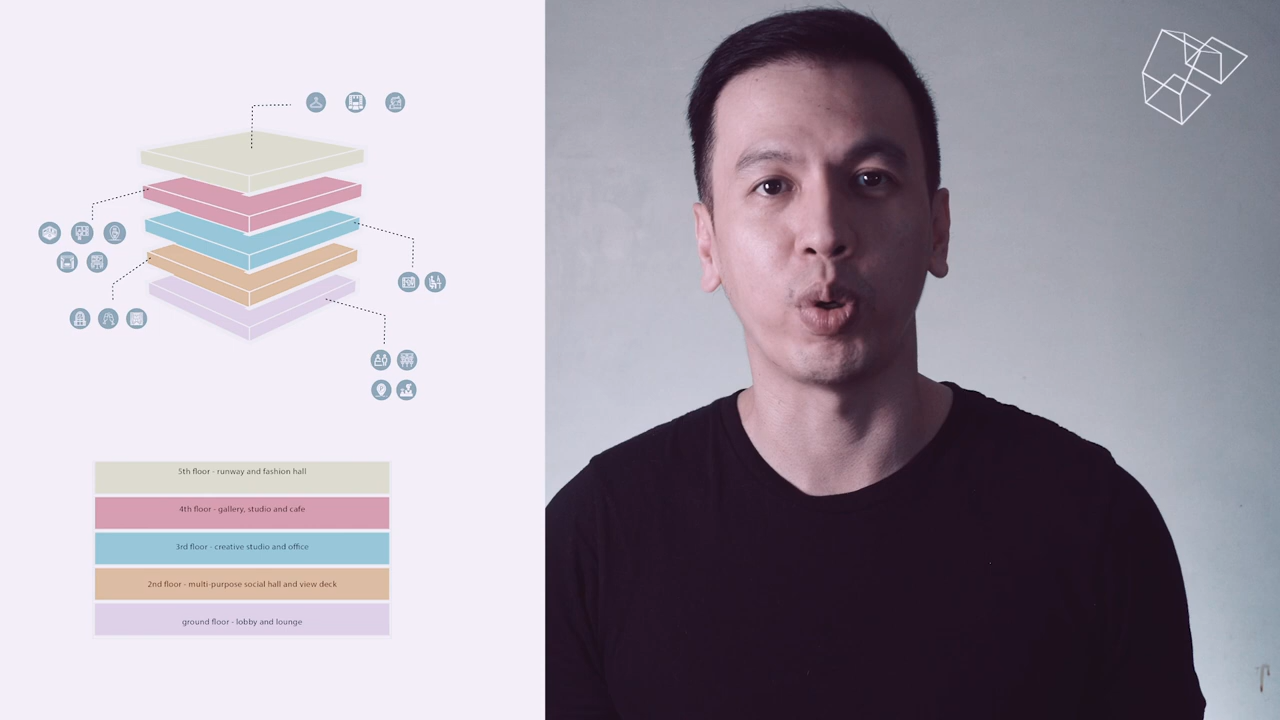 5th floor - runway and fashion hall
4th floor - gallery, studio and cafe
3rd floor - creative studio and office
2nd floor - multi-purpose social hall and view deck
ground floor - lobby and lounge